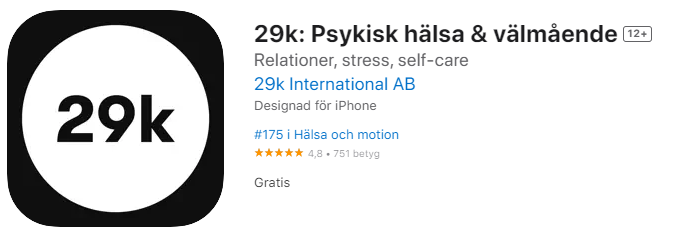 29k
29k: Psykisk hälsa & välmående 12+
Relationer, stress, self-care
29k International AB
Designad för iPhone
#175 i Hälsa och motion
★★★★★ 4,8 • 751 betyg
Gratis